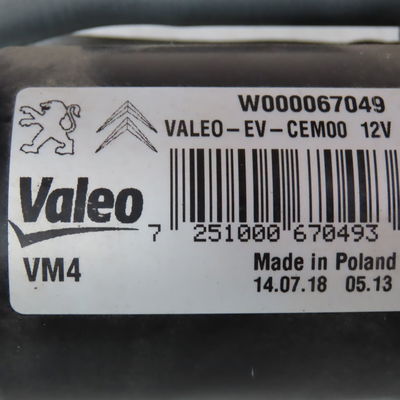 W000067049
VALEO-EV-CEM00 12V
Valeo
7 251000 670493
VM4
Made in Poland
14.07.18 05.13